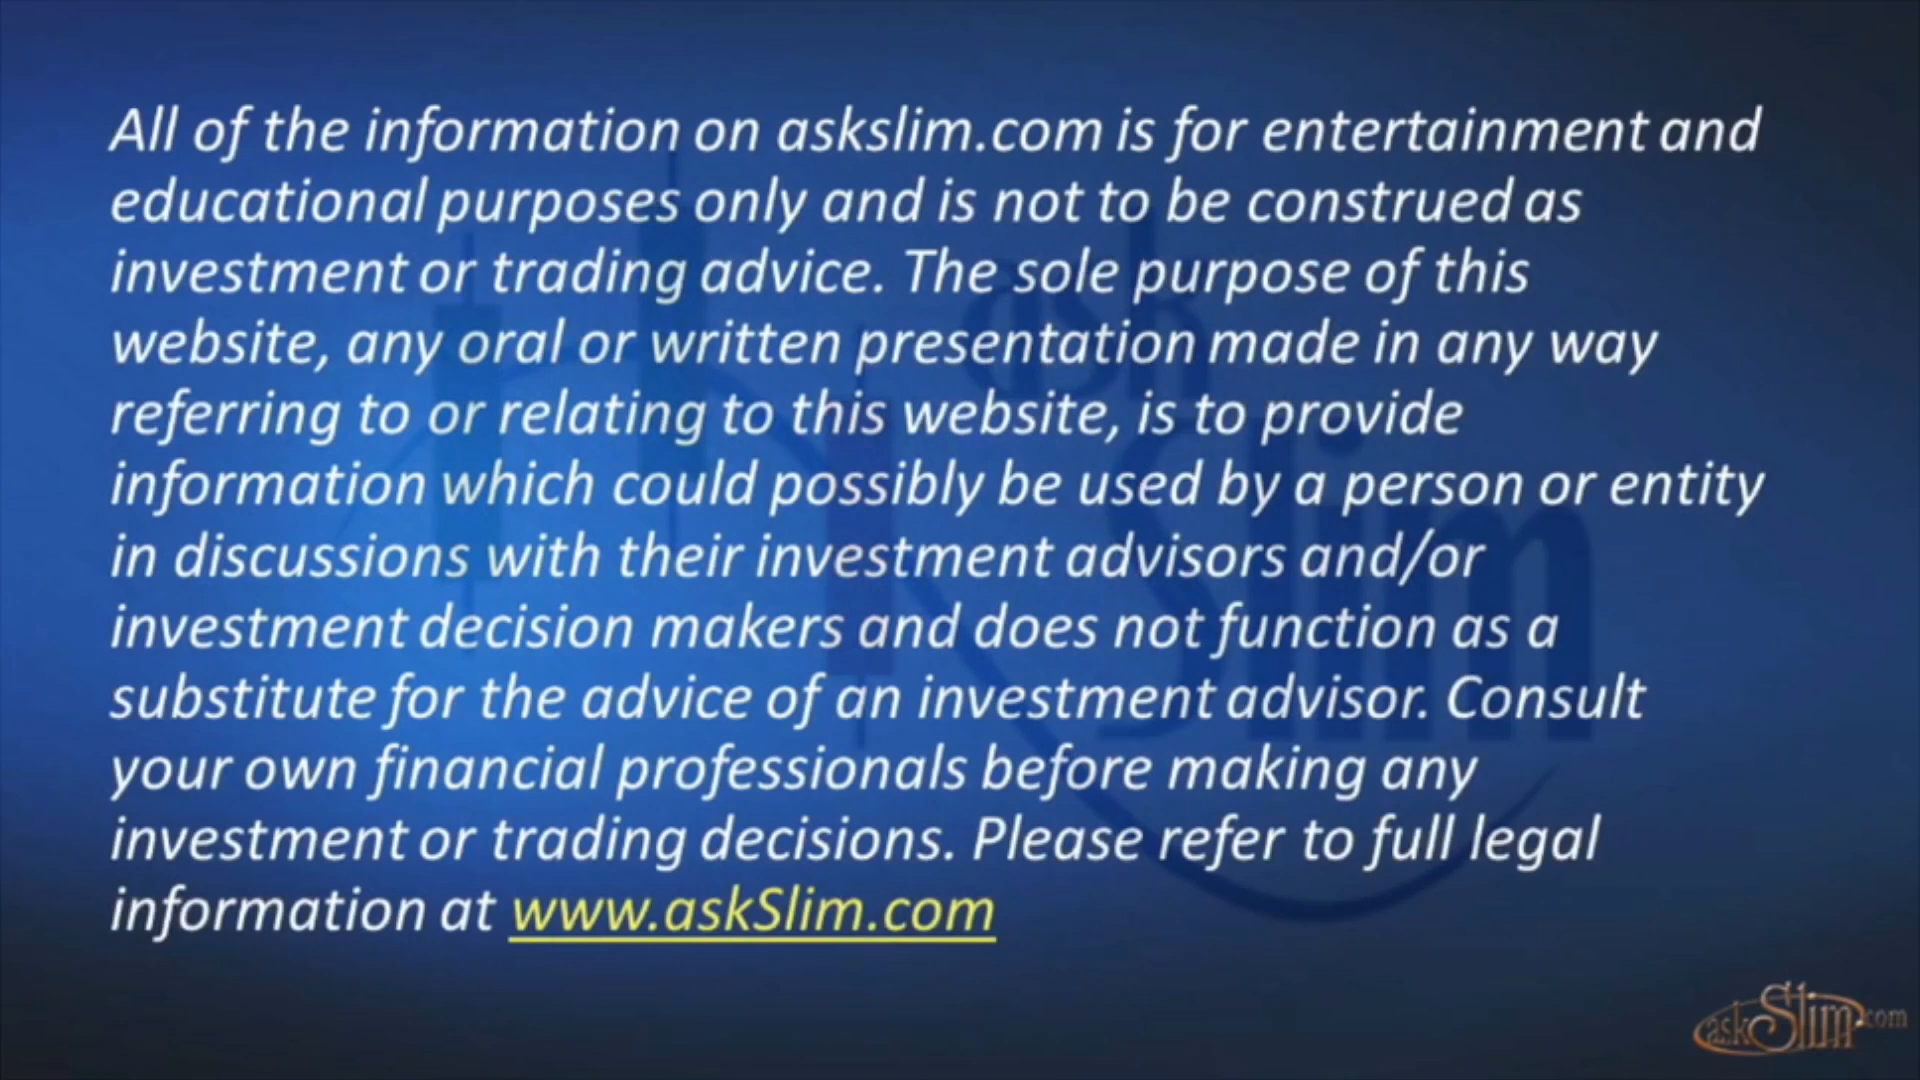 All of the information on askslim.com is for entertainment and
educational purposes only and is not to be construed as
investment or trading advice. The sole purpose of this
website, any oral or written presentation made in any way
referring to or relating to this website, is to provide
information which could possibly be used by a person or entity
in discussions with their investment advisors and/or
investment decision makers and does not function as a
substitute for the advice of an investment advisor. Consult
your own financial professionals before making any
investment or trading decisions. Please refer to full legal
information at www.askSlim.com
ask
Slim
askSlim.com